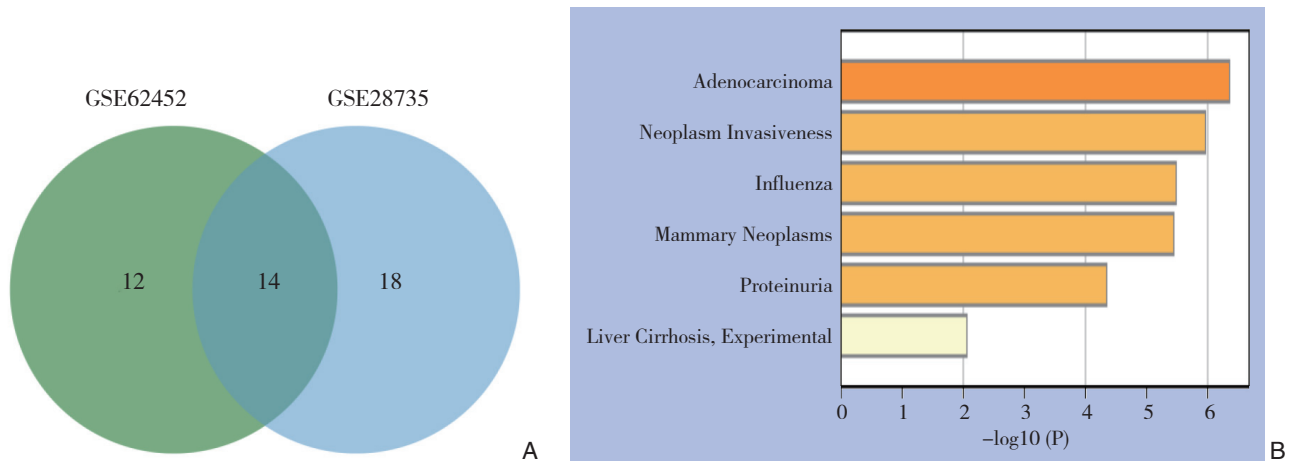 GSE62452
GSE28735
12
14
18
A
Adenocarcinoma
Neoplasm Invasiveness
Influenza
Mammary Neoplasms
Proteinuria
Liver Cirrhosis, Experimental
0 1 2 3 4 5 6
−log10 (P)
B